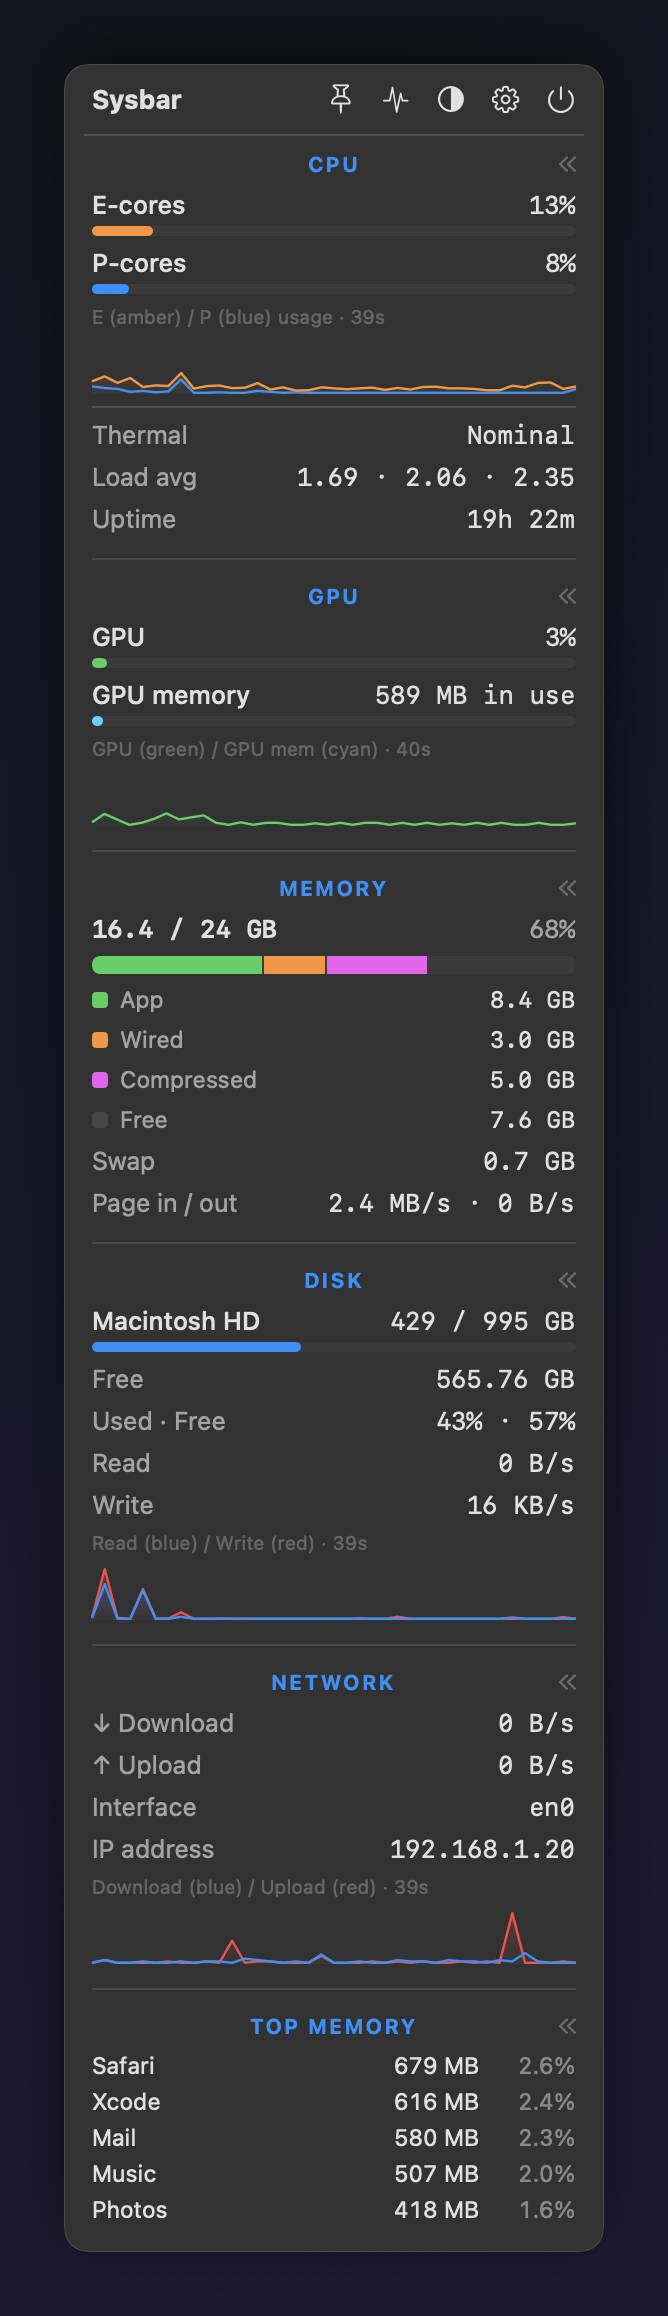 Sysbar
CPU
E-cores 13%
P-cores 8%
E (amber) / P (blue) usage · 39s
Thermal Nominal
Load avg 1.69 · 2.06 · 2.35
Uptime 19h 22m
GPU
GPU 3%
GPU memory 589 MB in use
GPU (green) / GPU mem (cyan) · 40s
MEMORY
16.4 / 24 GB 68%
App 8.4 GB
Wired 3.0 GB
Compressed 5.0 GB
Free 7.6 GB
Swap 0.7 GB
Page in / out 2.4 MB/s · 0 B/s
DISK
Macintosh HD 429 / 995 GB
Free 565.76 GB
Used · Free 43% · 57%
Read 0 B/s
Write 16 KB/s
Read (blue) / Write (red) · 39s
NETWORK
↓ Download 0 B/s
↑ Upload 0 B/s
Interface en0
IP address 192.168.1.20
Download (blue) / Upload (red) · 39s
TOP MEMORY
Safari 679 MB 2.6%
Xcode 616 MB 2.4%
Mail 580 MB 2.3%
Music 507 MB 2.0%
Photos 418 MB 1.6%